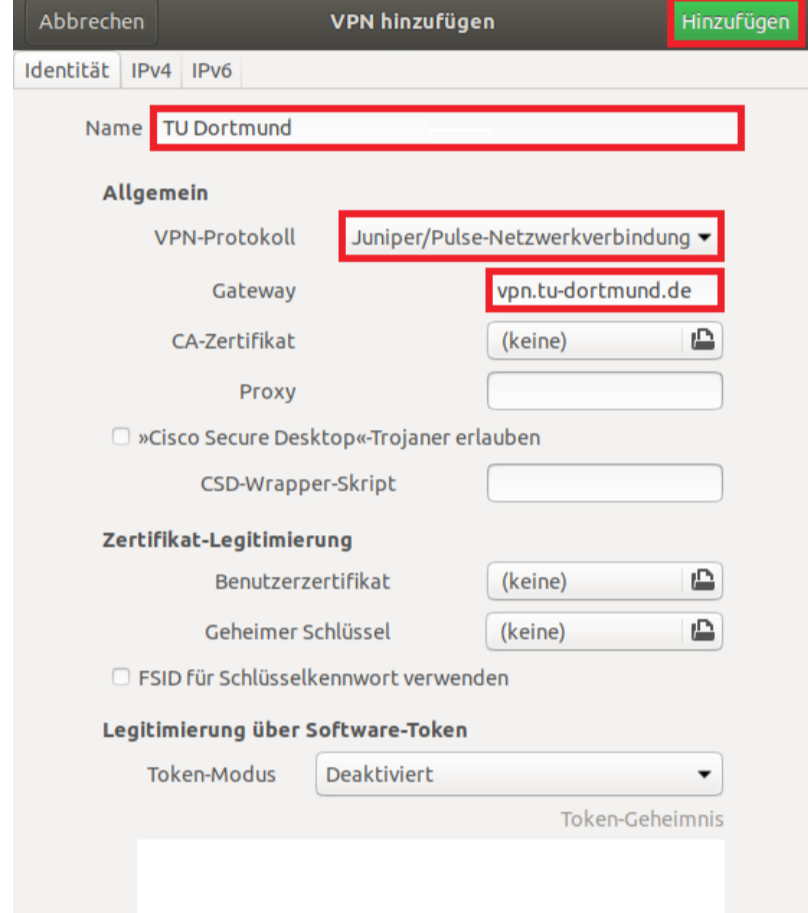 Abbrechen VPN hinzufügen Hinzufügen
Identität IPv4 IPv6
Name TU Dortmund
Allgemein
VPN-Protokoll Juniper/Pulse-Netzwerkverbindung
Gateway vpn.tu-dortmund.de
CA-Zertifikat (keine)
Proxy
»Cisco Secure Desktop«-Trojaner erlauben
CSD-Wrapper-Skript
Zertifikat-Legitimierung
Benutzerzertifikat (keine)
Geheimer Schlüssel (keine)
FSID für Schlüsselkennwort verwenden
Legitimierung über Software-Token
Token-Modus Deaktiviert
Token-Geheimnis